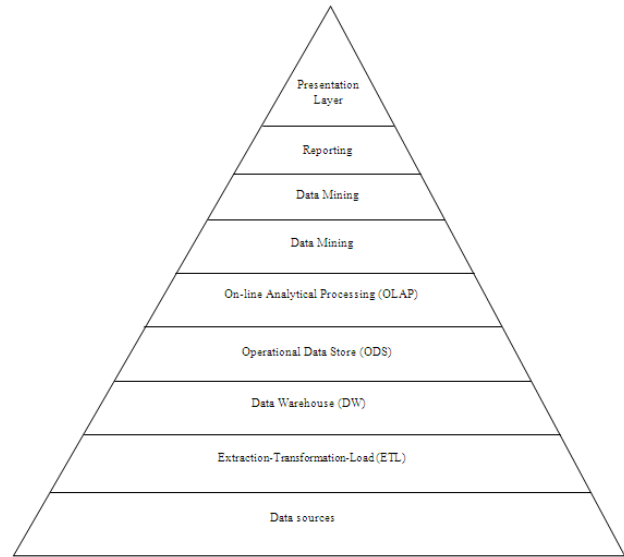 Presentation
Layer
Reporting
Data Mining
Data Mining
On-line Analytical Processing (OLAP)
Operational Data Store (ODS)
Data Warehouse (DW)
Extraction-Transformation-Load (ETL)
Data sources